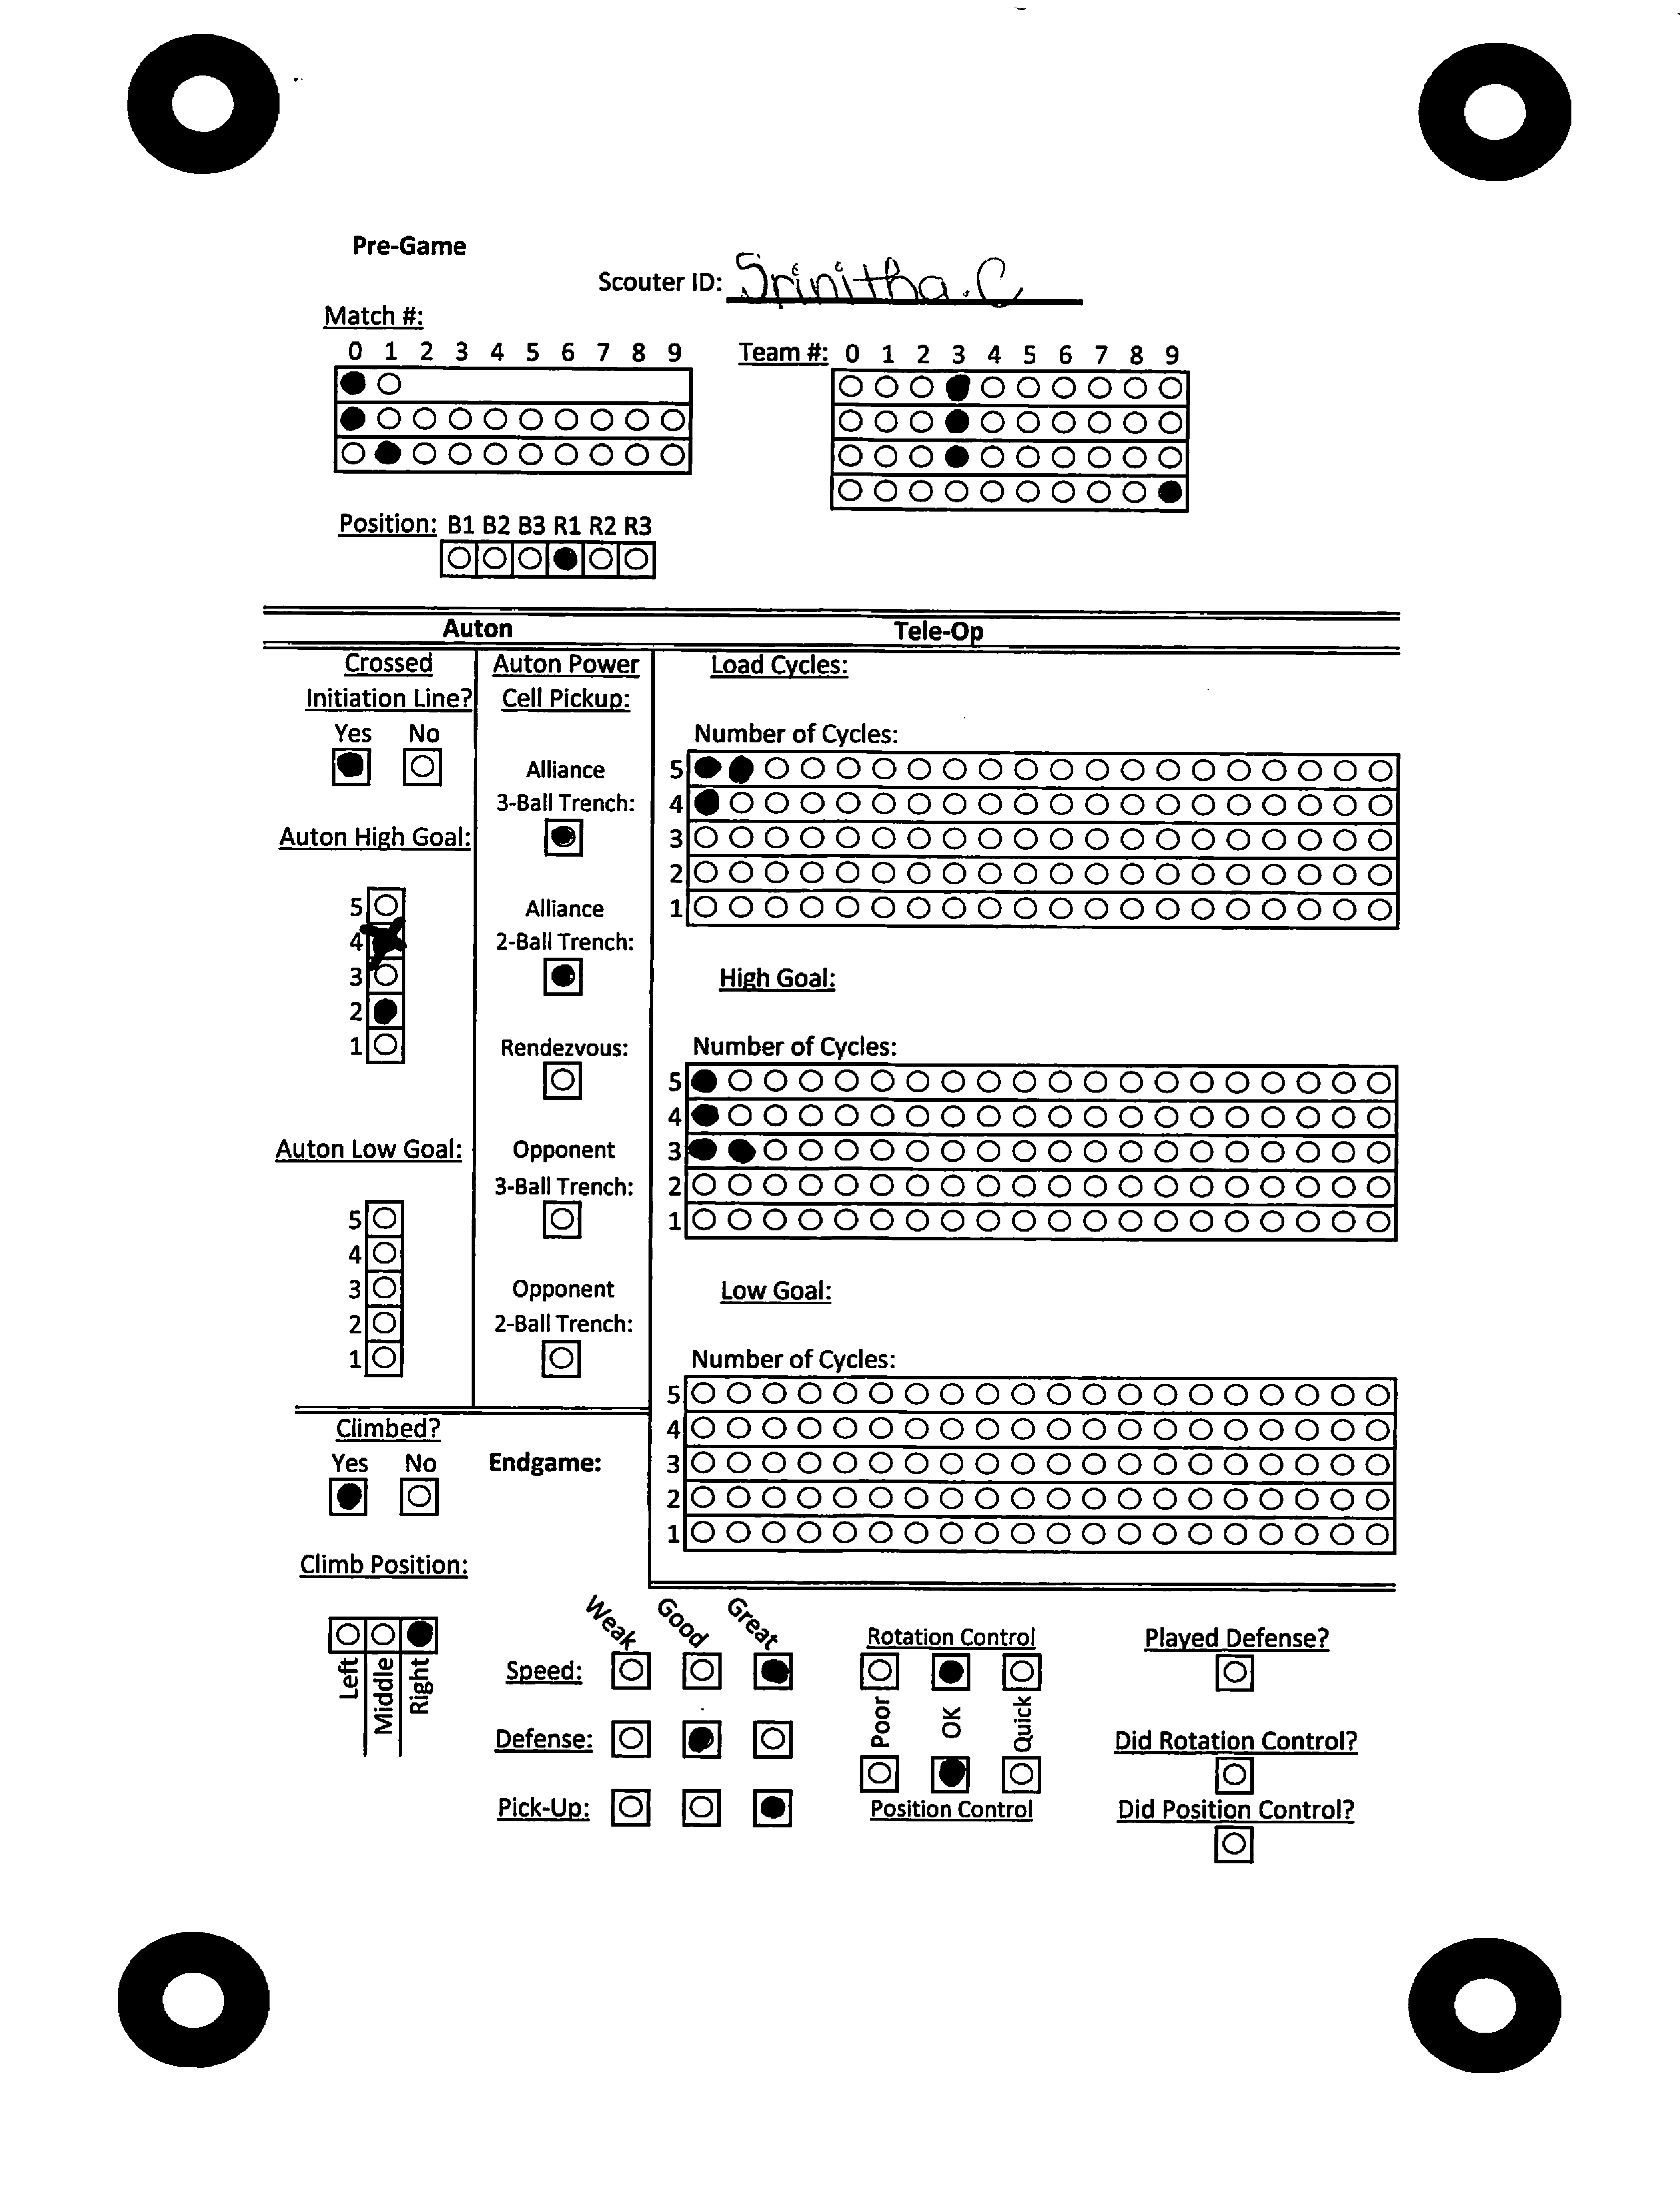 Pre-Game
Scouter ID: Srinitha.C
Match #:
0 1 2 3 4 5 6 7 8 9
Team #: 0 1 2 3 4 5 6 7 8 9
Position: B1 B2 B3 R1 R2 R3
Auton
Tele-Op
Crossed
Initiation Line?
Yes No
Auton High Goal:
5
4
3
2
1
Auton Low Goal:
5
4
3
2
1
Auton Power
Cell Pickup:
Alliance
3-Ball Trench:
Alliance
2-Ball Trench:
Rendezvous:
Opponent
3-Ball Trench:
Opponent
2-Ball Trench:
Load Cycles:
Number of Cycles:
5
4
3
2
1
High Goal:
Number of Cycles:
5
4
3
2
1
Low Goal:
Number of Cycles:
5
4
3
2
1
Climbed?
Yes No
Endgame:
Climb Position:
Left
Middle
Right
Weak Good Great
Speed:
Defense:
Pick-Up:
Rotation Control
Poor OK Quick
Position Control
Played Defense?
Did Rotation Control?
Did Position Control?